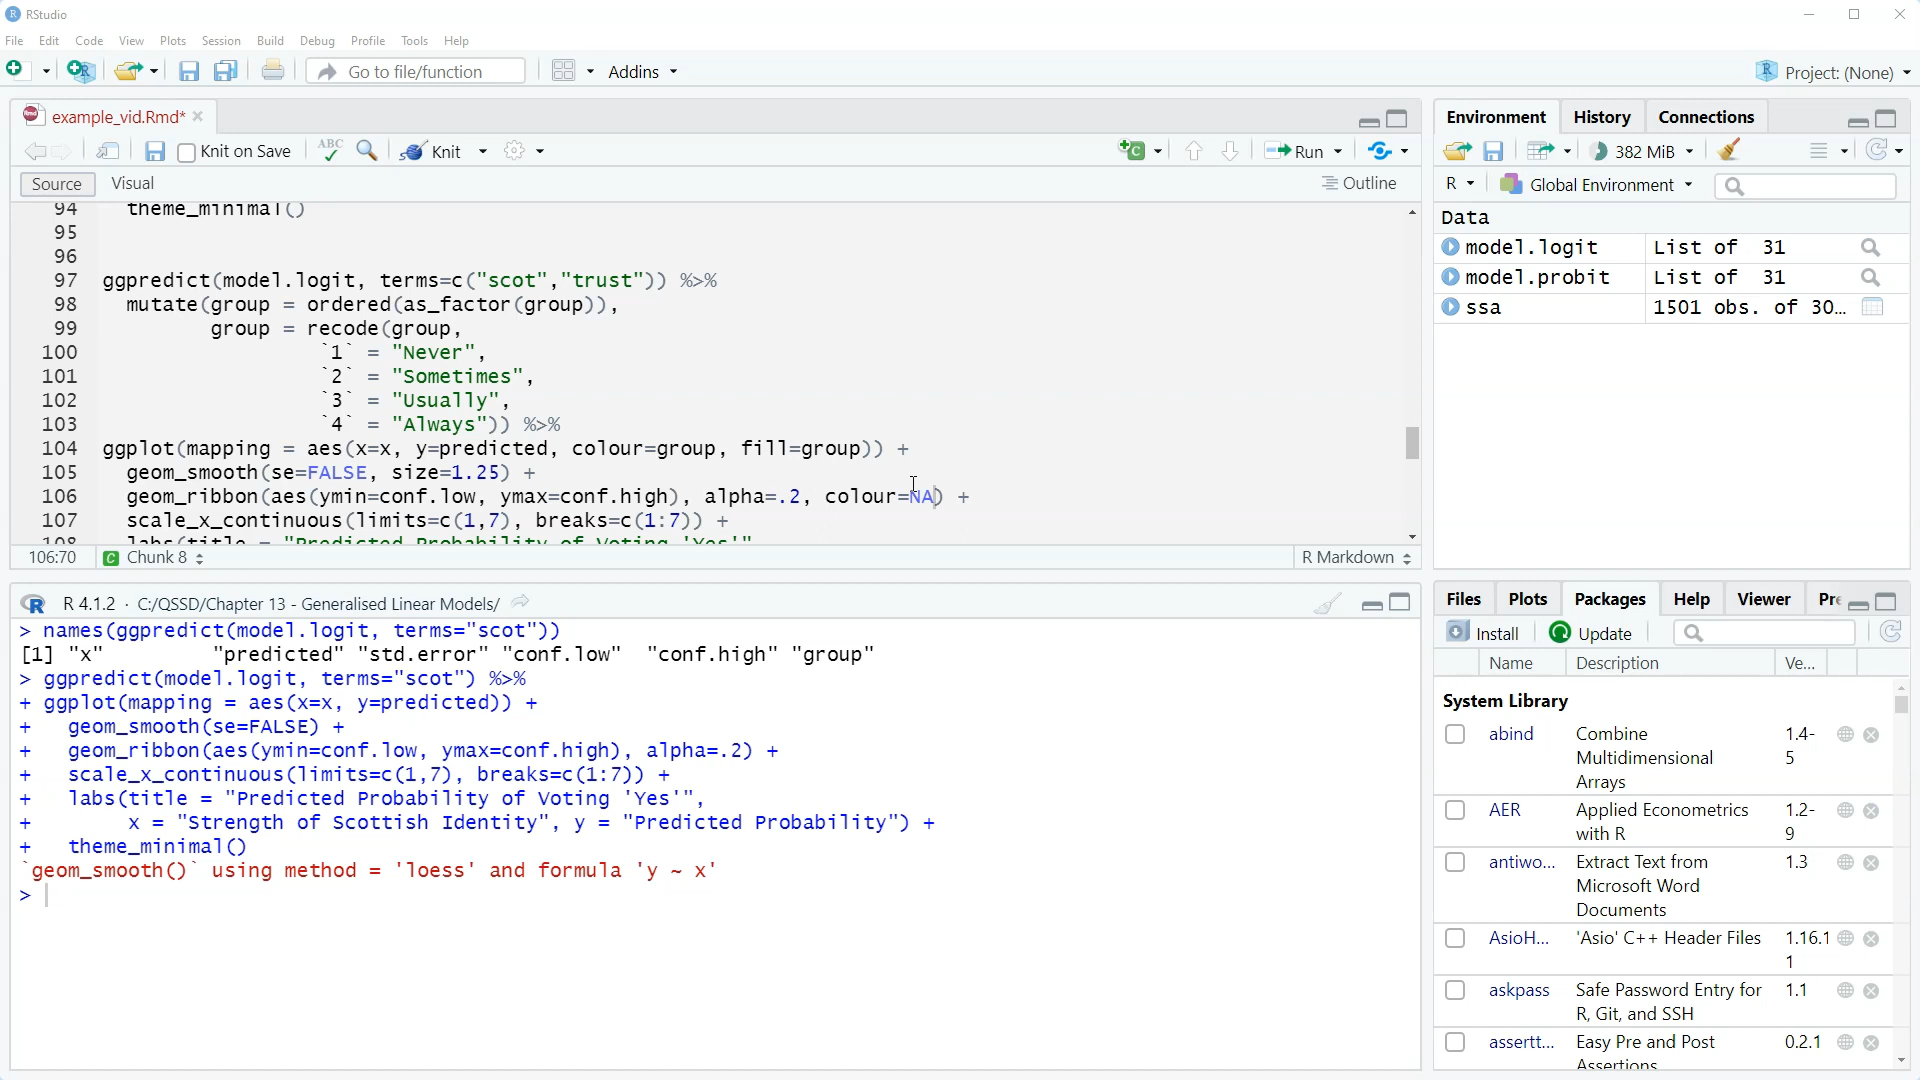 RStudio
File Edit Code View Plots Session Build Debug Profile Tools Help
Go to file/function Addins Project: (None)
example_vid.Rmd*
Knit on Save ABC Knit Run
Source Visual Outline
94 theme_minimal()
95
96
97 ggpredict(model.logit, terms=c("scot","trust")) %>%
98 mutate(group = ordered(as_factor(group)),
99 group = recode(group,
100 `1` = "Never",
101 `2` = "Sometimes",
102 `3` = "Usually",
103 `4` = "Always")) %>%
104 ggplot(mapping = aes(x=x, y=predicted, colour=group, fill=group)) +
105 geom_smooth(se=FALSE, size=1.25) +
106 geom_ribbon(aes(ymin=conf.low, ymax=conf.high), alpha=.2, colour=NA) +
107 scale_x_continuous(limits=c(1,7), breaks=c(1:7)) +
108 labs(title = "Predicted Probability of Voting 'Yes'"
106:70 C Chunk 8 R Markdown
R 4.1.2 · C:/QSSD/Chapter 13 - Generalised Linear Models/
> names(ggpredict(model.logit, terms="scot"))
[1] "x" "predicted" "std.error" "conf.low" "conf.high" "group"
> ggpredict(model.logit, terms="scot") %>%
+ ggplot(mapping = aes(x=x, y=predicted)) +
+ geom_smooth(se=FALSE) +
+ geom_ribbon(aes(ymin=conf.low, ymax=conf.high), alpha=.2) +
+ scale_x_continuous(limits=c(1,7), breaks=c(1:7)) +
+ labs(title = "Predicted Probability of Voting 'Yes'",
+ x = "Strength of Scottish Identity", y = "Predicted Probability") +
+ theme_minimal()
`geom_smooth()` using method = 'loess' and formula 'y ~ x'
>
Environment History Connections
382 MiB
R Global Environment
Data
model.logit List of 31
model.probit List of 31
ssa 1501 obs. of 30...
Files Plots Packages Help Viewer Pre
Install Update
Name Description Ve...
System Library
abind Combine 1.4-
Multidimensional 5
Arrays
AER Applied Econometrics 1.2-
with R 9
antiwo... Extract Text from 1.3
Microsoft Word
Documents
AsioH... 'Asio' C++ Header Files 1.16.1
1
askpass Safe Password Entry for 1.1
R, Git, and SSH
assertt... Easy Pre and Post 0.2.1
Assertions